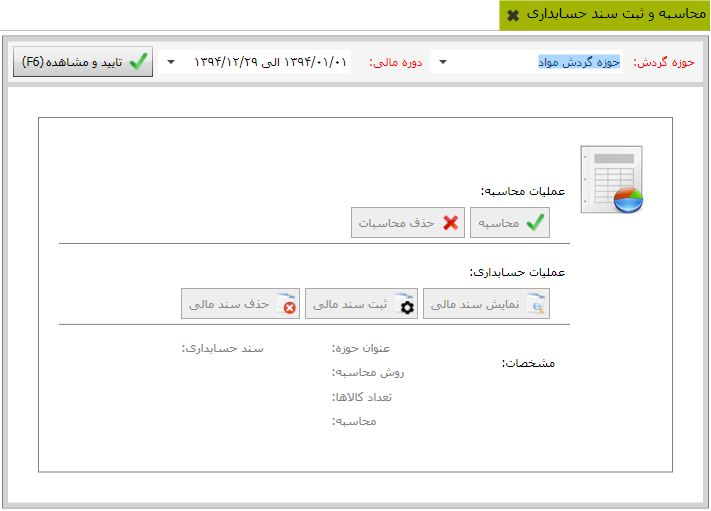 محاسبه و ثبت سند حسابداری
حوزه گردش: حوزه گردش مواد دوره مالی: ۱۳۹۴/۰۱/۰۱ الی ۱۳۹۴/۱۲/۲۹ تایید و مشاهده (F6)
عملیات محاسبه:
محاسبه حذف محاسبات
عملیات حسابداری:
نمایش سند مالی ثبت سند مالی حذف سند مالی
مشخصات:
عنوان حوزه: سند حسابداری:
روش محاسبه:
تعداد کالاها:
محاسبه: